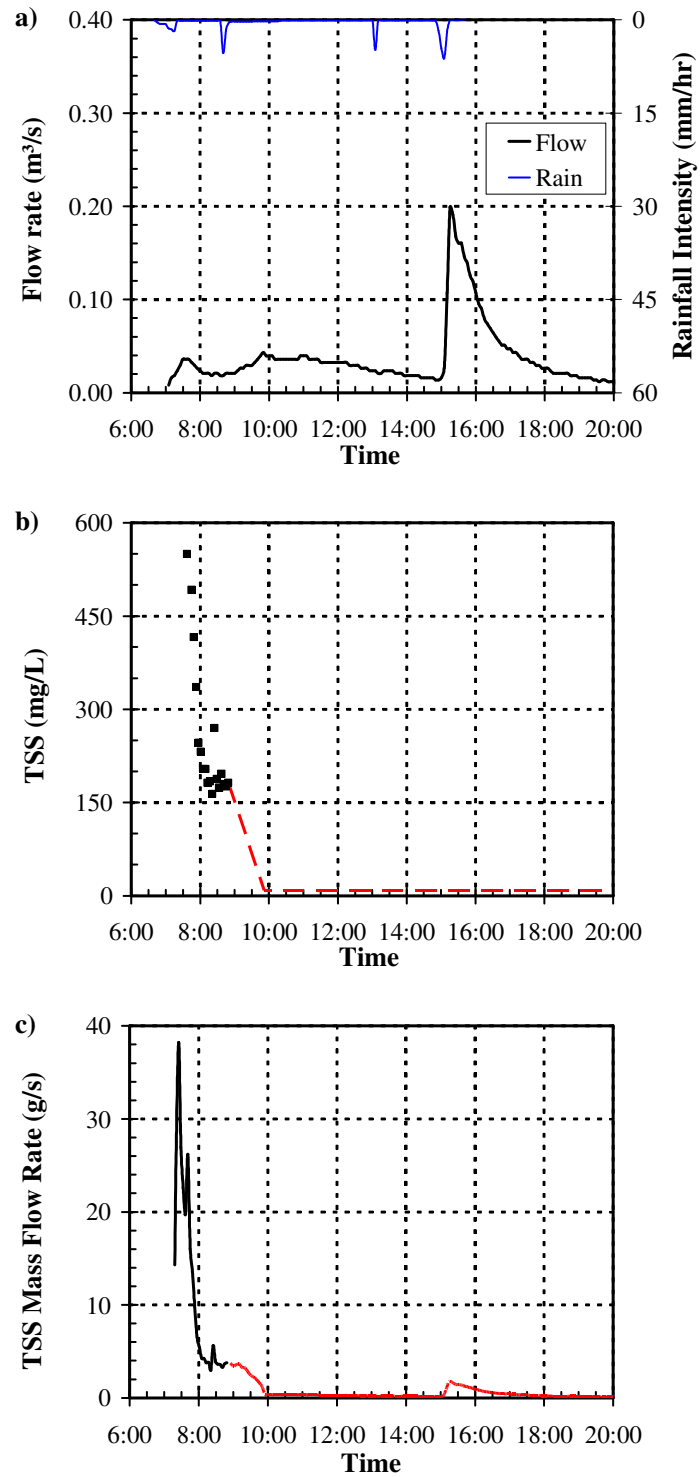 a)
0.40
0.30
0.20
0.10
0.00
Flow rate (m³/s)
0
15
30
45
60
Rainfall Intensity (mm/hr)
Flow
Rain
6:00 8:00 10:00 12:00 14:00 16:00 18:00 20:00
Time
b)
600
450
300
150
0
TSS (mg/L)
6:00 8:00 10:00 12:00 14:00 16:00 18:00 20:00
Time
c)
40
30
20
10
0
TSS Mass Flow Rate (g/s)
6:00 8:00 10:00 12:00 14:00 16:00 18:00 20:00
Time